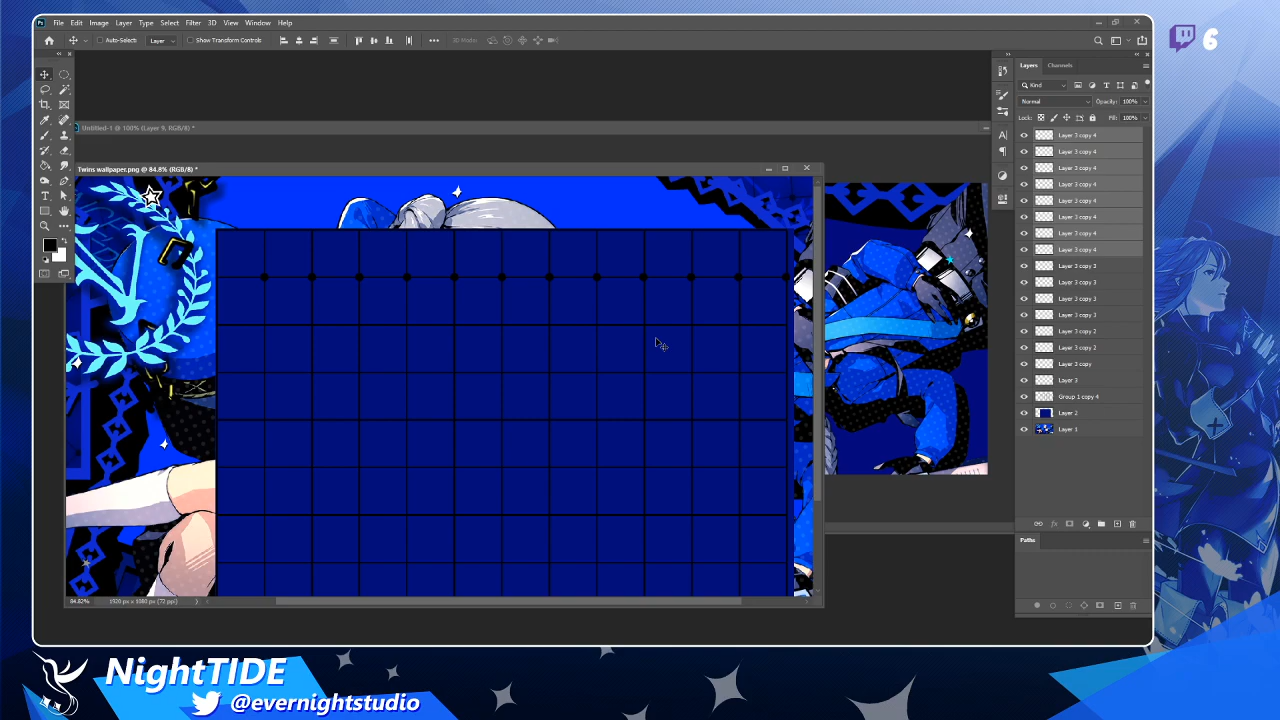 File Edit Image Layer Type Select Filter 3D View Window Help
Auto-Select: Layer Show Transform Controls ••• 3D Mode:
6
Untitled-1 @ 100% (Layer 9, RGB/8) *
Twins wallpaper.png @ 84.8% (RGB/8) *
84.82% 1920 px x 1080 px (72 ppi)
Layers Channels
Kind
Normal Opacity: 100%
Lock: Fill: 100%
Layer 3 copy 4
Layer 3 copy 4
Layer 3 copy 4
Layer 3 copy 4
Layer 3 copy 4
Layer 3 copy 4
Layer 3 copy 4
Layer 3 copy 4
Layer 3 copy 3
Layer 3 copy 3
Layer 3 copy 3
Layer 3 copy 3
Layer 3 copy 2
Layer 3 copy 2
Layer 3 copy
Layer 3
Group 1 copy 4
Layer 2
Layer 1
Paths
NightTIDE
@evernightstudio